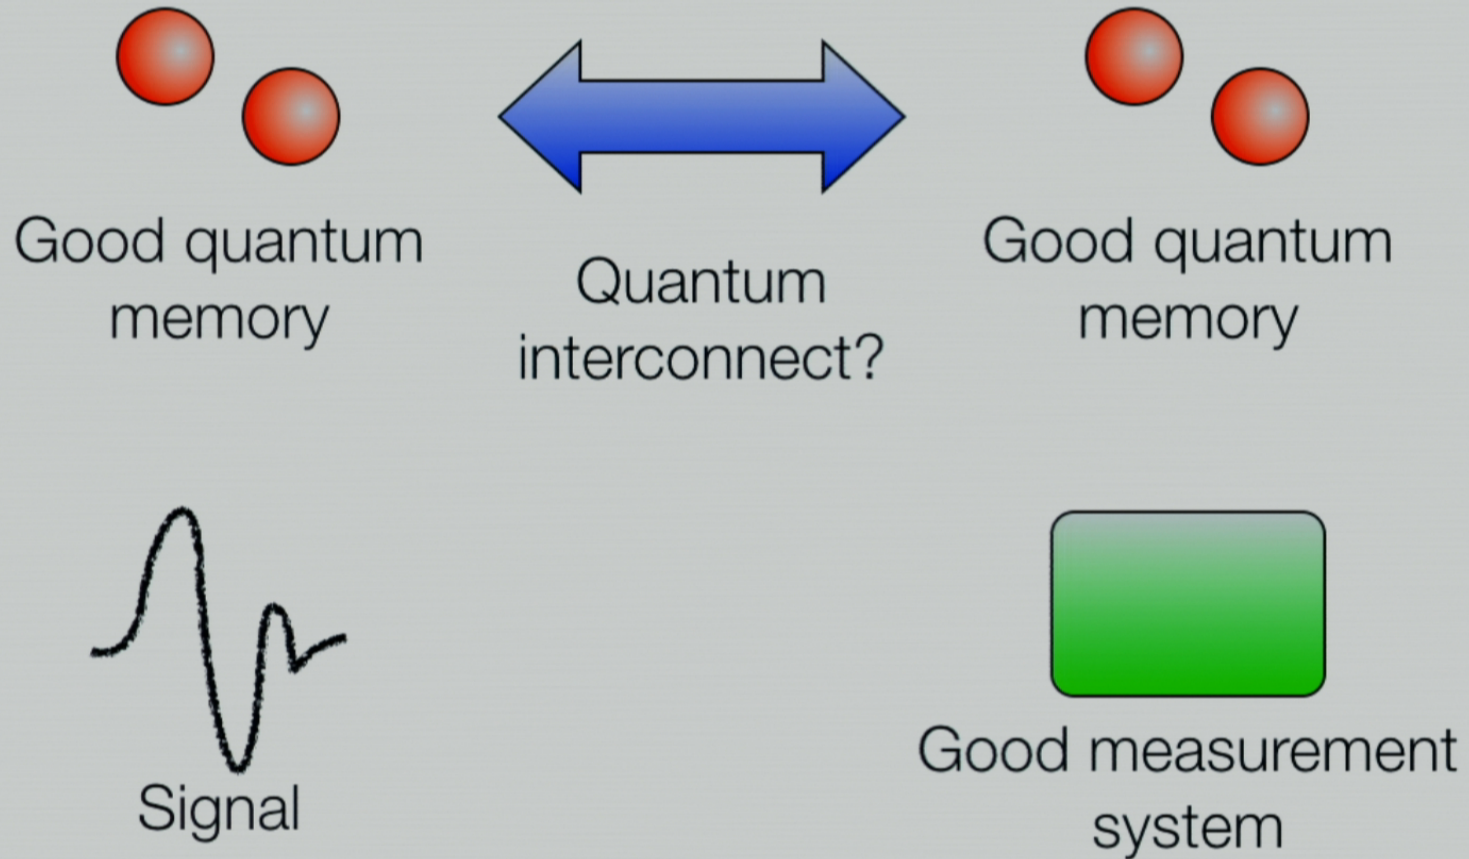 Good quantum
memory
Quantum
interconnect?
Good quantum
memory
Signal
Good measurement
system